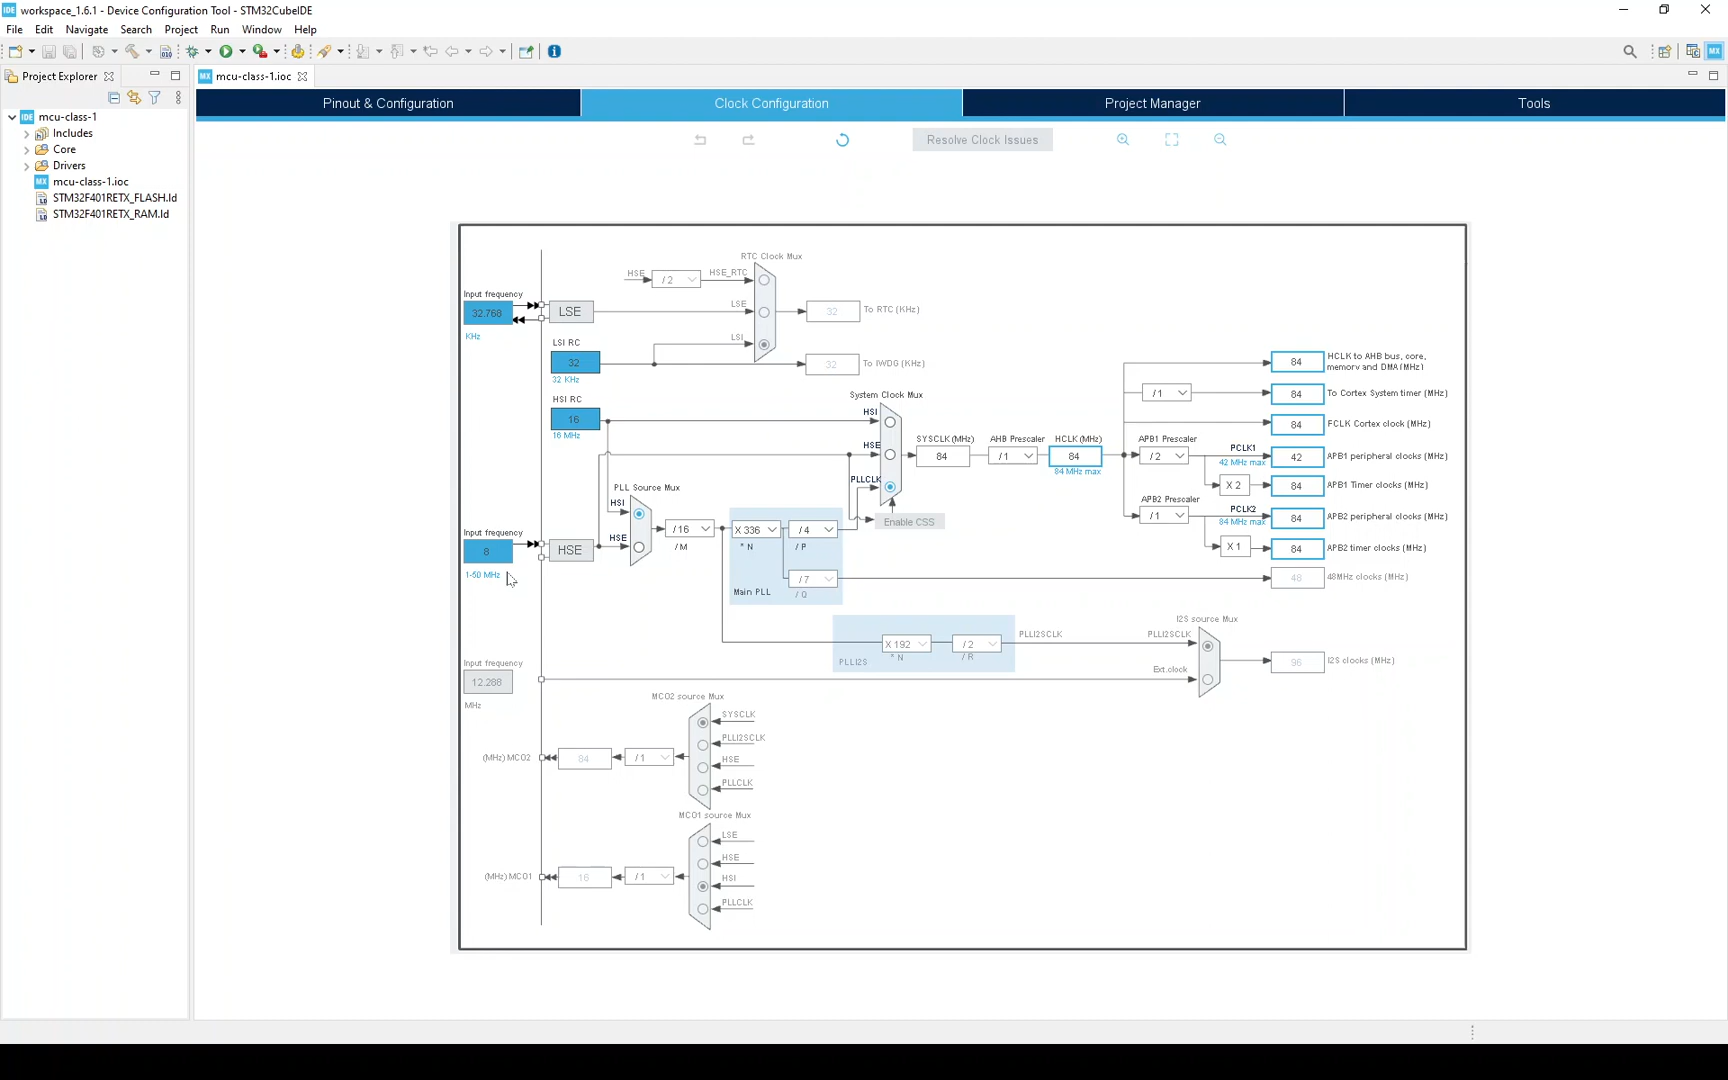 IDE workspace_1.6.1 - Device Configuration Tool - STM32CubeIDE
File Edit Navigate Search Project Run Window Help
Project Explorer
MX mcu-class-1.ioc
IDE mcu-class-1
Includes
Core
Drivers
MX mcu-class-1.ioc
STM32F401RETX_FLASH.ld
STM32F401RETX_RAM.ld
Pinout & Configuration Clock Configuration Project Manager Tools
Resolve Clock Issues
RTC Clock Mux
HSE / 2 HSE_RTC
Input frequency
32.768 LSE LSE 32 To RTC (KHz)
KHz
LSI RC LSI
32 32 To IWDG (KHz)
32 KHz
HSI RC
16
16 MHz
System Clock Mux
HSI
HSE
PLLCLK
SYSCLK (MHz) AHB Prescaler HCLK (MHz)
84 / 1 84
84 MHz max
Enable CSS
84 HCLK to AHB bus, core,
memory and DMA (MHz)
/ 1 84 To Cortex System timer (MHz)
84 FCLK Cortex clock (MHz)
APB1 Prescaler PCLK1
/ 2 42 MHz max 42 APB1 peripheral clocks (MHz)
X 2 84 APB1 Timer clocks (MHz)
APB2 Prescaler PCLK2
/ 1 84 MHz max 84 APB2 peripheral clocks (MHz)
X 1 84 APB2 timer clocks (MHz)
48 48MHz clocks (MHz)
PLL Source Mux
HSI
HSE
Input frequency
8 HSE
1-50 MHz
/ 16 X 336 / 4
/ M * N / P
/ 7
Main PLL / Q
X 192 / 2 PLLI2SCLK
PLLI2S * N / R
I2S source Mux
PLLI2SCLK
Ext.clock
96 I2S clocks (MHz)
Input frequency
12.288
MHz
MCO2 source Mux
SYSCLK
PLLI2SCLK
HSE
PLLCLK
(MHz) MCO2 84 / 1
MCO1 source Mux
LSE
HSE
HSI
PLLCLK
(MHz) MCO1 16 / 1